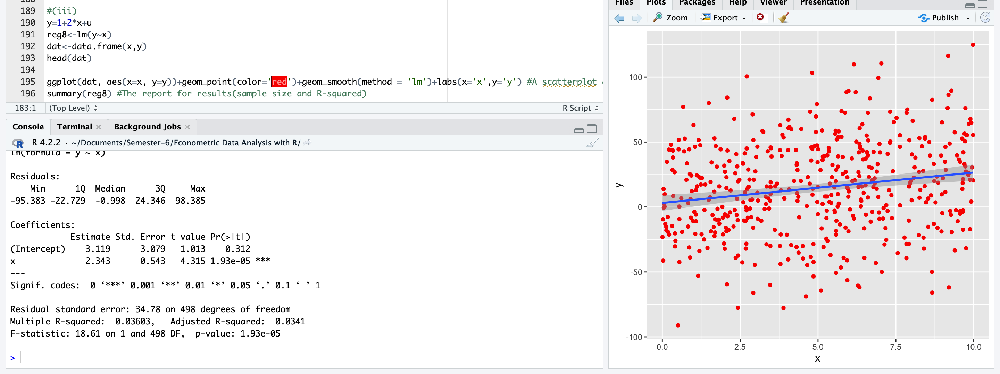 189 #(iii)
190 y=1+2*x+u
191 reg8<-lm(y~x)
192 dat<-data.frame(x,y)
193 head(dat)
194
195 ggplot(dat, aes(x=x, y=y))+geom_point(color='red')+geom_smooth(method = 'lm')+labs(x='x',y='y') #A scatterplot
196 summary(reg8) #The report for results(sample size and R-squared)
183:1 (Top Level) R Script
Console Terminal Background Jobs
R 4.2.2 · ~/Documents/Semester-6/Econometric Data Analysis with R/
lm(formula = y ~ x)
Residuals:
Min 1Q Median 3Q Max
-95.383 -22.729 -0.998 24.346 98.385
Coefficients:
Estimate Std. Error t value Pr(>|t|)
(Intercept) 3.119 3.079 1.013 0.312
x 2.343 0.543 4.315 1.93e-05 ***
---
Signif. codes: 0 ‘***’ 0.001 ‘**’ 0.01 ‘*’ 0.05 ‘.’ 0.1 ‘ ’ 1
Residual standard error: 34.78 on 498 degrees of freedom
Multiple R-squared: 0.03603, Adjusted R-squared: 0.0341
F-statistic: 18.61 on 1 and 498 DF, p-value: 1.93e-05
>
Files Plots Packages Help Viewer Presentation
Zoom Export Publish
100
50
y
0
-50
-100
0.0 2.5 5.0 7.5 10.0
x